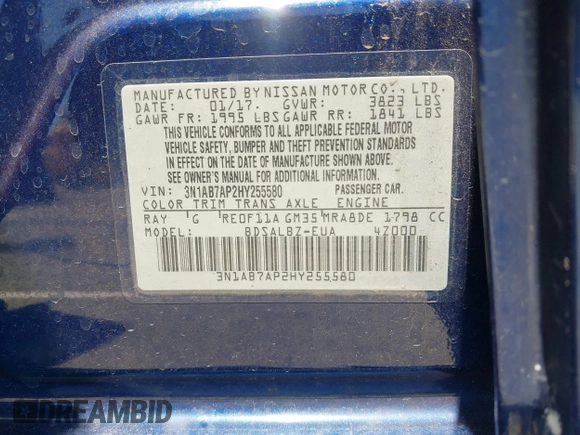 MANUFACTURED BY NISSAN MOTOR CO., LTD.
DATE: 01/17. GVWR: 3823 LBS
GAWR FR: 1995 LBS GAWR RR: 1841 LBS
THIS VEHICLE CONFORMS TO ALL APPLICABLE FEDERAL MOTOR
VEHICLE SAFETY, BUMPER AND THEFT PREVENTION STANDARDS
IN EFFECT ON THE DATE OF MANUFACTURE SHOWN ABOVE.
SEE OWNER'S MANUAL FOR ADDITIONAL INFORMATION
VIN: 3N1AB7AP2HY255580 PASSENGER CAR.
COLOR TRIM TRANS AXLE ENGINE
RAY 'G 'RE0F11A GM35 MRA8DE 1798 CC
MODEL: BDSALBZ-EUA 4Z000
3N1AB7AP2HY255580
DREAMBID